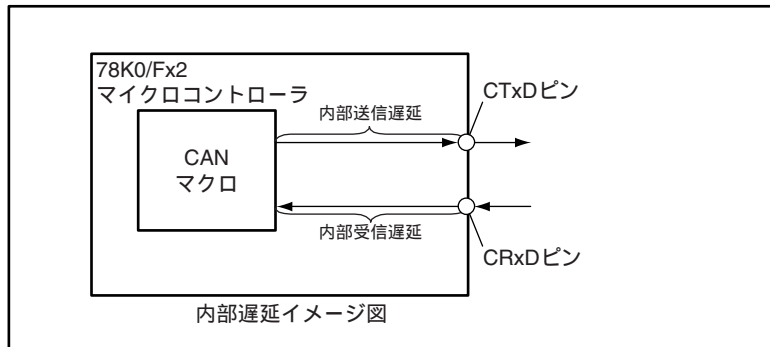 78K0/Fx2
マイクロコントローラ
内部送信遅延
CTxDピン
CAN
マクロ
内部受信遅延
CRxDピン
内部遅延イメージ図